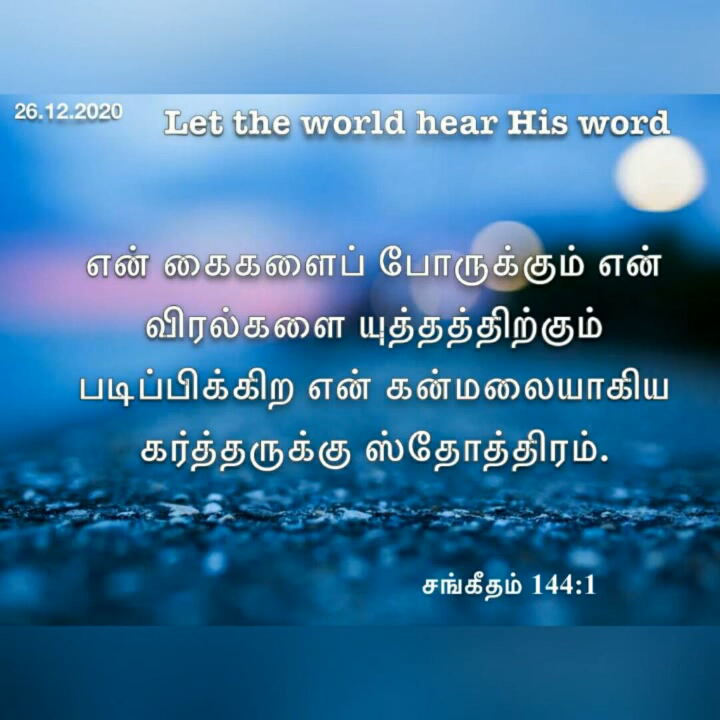 26.12.2020
Let the world hear His word
என் கைகளைப் போருக்கும் என்
விரல்களை யுத்தத்திற்கும்
படிப்பிக்கிற என் கன்மலையாகிய
கர்த்தருக்கு ஸ்தோத்திரம்.
சங்கீதம் 144:1